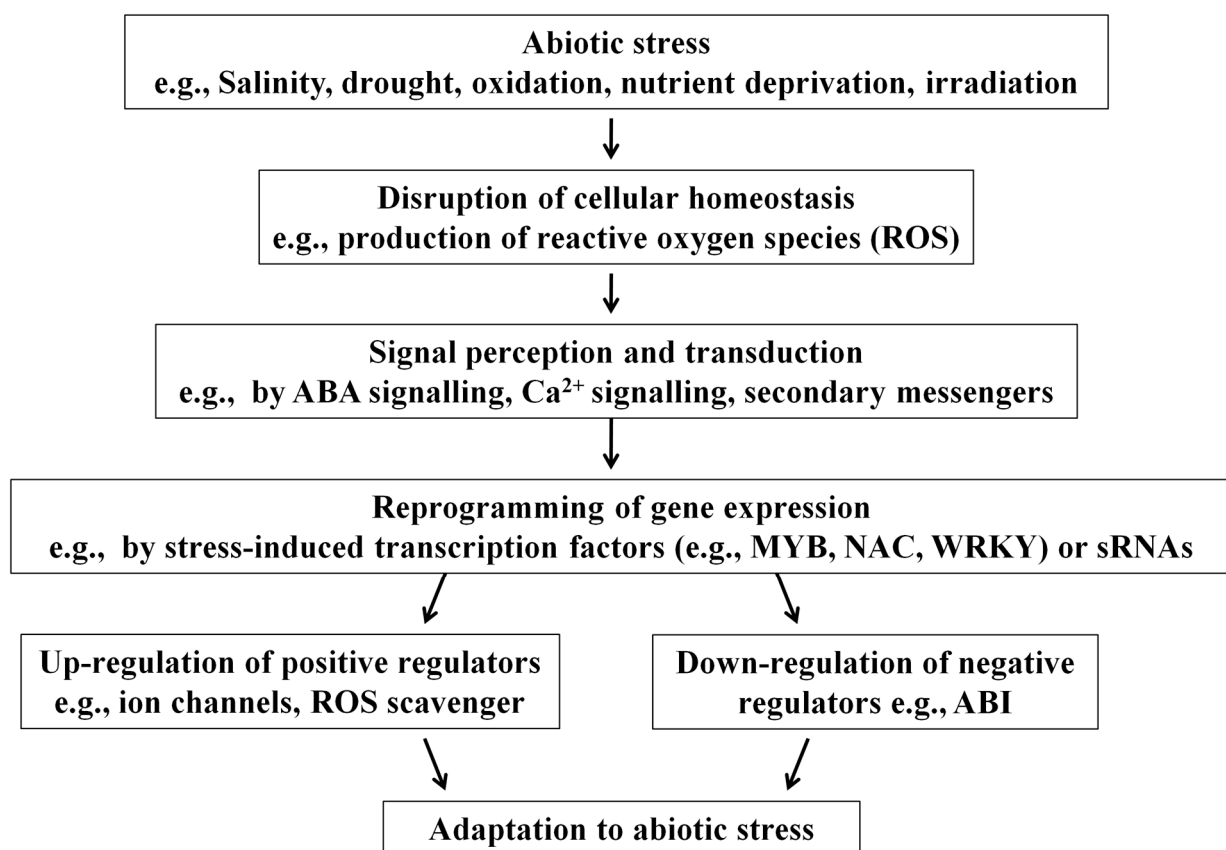 Abiotic stress
e.g., Salinity, drought, oxidation, nutrient deprivation, irradiation
Disruption of cellular homeostasis
e.g., production of reactive oxygen species (ROS)
Signal perception and transduction
e.g.,  by ABA signalling, Ca²⁺ signalling, secondary messengers
Reprogramming of gene expression
e.g.,  by stress-induced transcription factors (e.g., MYB, NAC, WRKY) or sRNAs
Up-regulation of positive regulators
e.g., ion channels, ROS scavenger
Down-regulation of negative
regulators e.g., ABI
Adaptation to abiotic stress